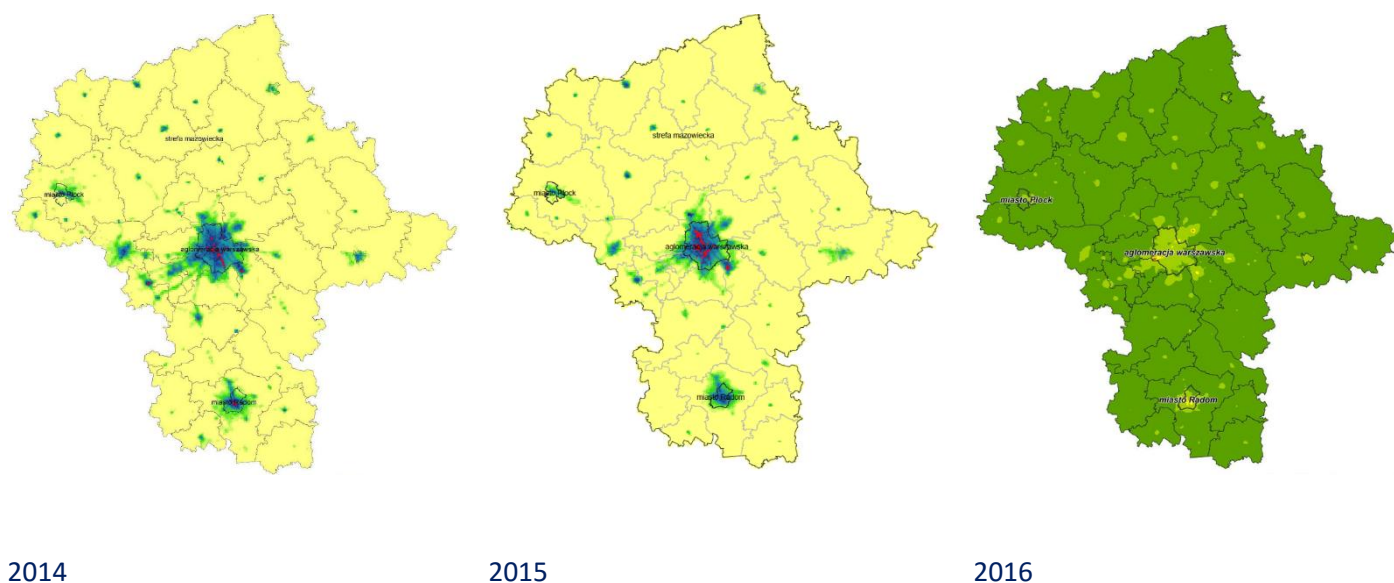 strefa mazowiecka
miasto Płock
aglomeracja warszawska
miasto Radom
strefa mazowiecka
miasto Płock
aglomeracja warszawska
miasto Radom
miasto Płock
aglomeracja warszawska
miasto Radom
2014
2015
2016